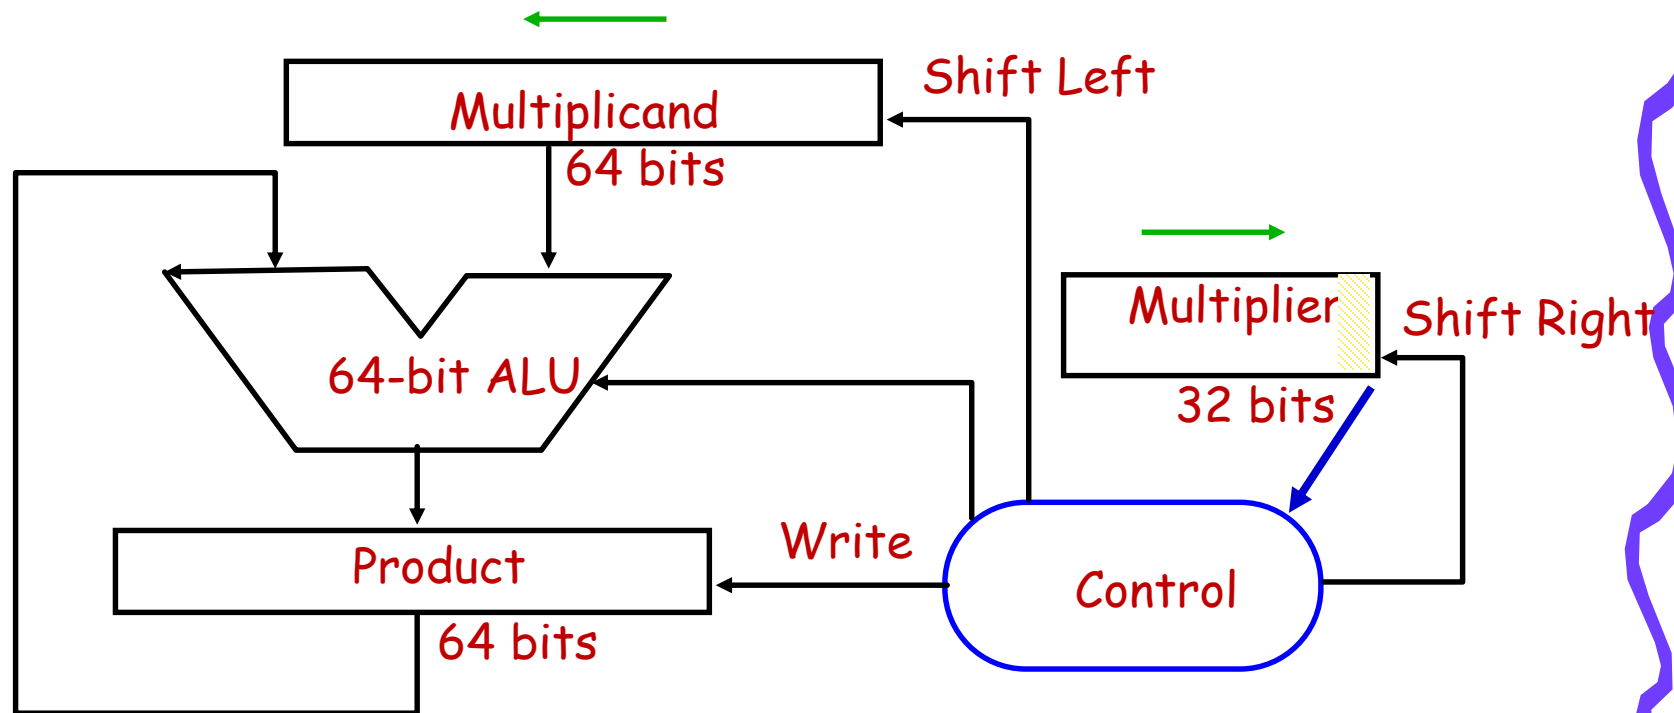 Shift Left
Multiplicand
64 bits
Multiplier
Shift Right
64-bit ALU
32 bits
Write
Product
Control
64 bits